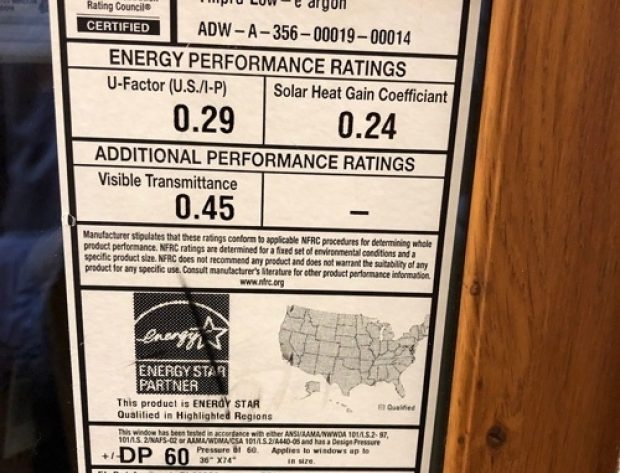 Rating Council®
CERTIFIED
Low-e argon
ADW-A-356-00019-00014
ENERGY PERFORMANCE RATINGS
U-Factor (U.S./I-P)
0.29
Solar Heat Gain Coefficiant
0.24
ADDITIONAL PERFORMANCE RATINGS
Visible Transmittance
0.45
–
Manufacturer stipulates that these ratings conform to applicable NFRC procedures for determining whole
product performance. NFRC ratings are determined for a fixed set of environmental conditions and a
specific product size. NFRC does not recommend any product and does not warrant the suitability of any
product for any specific use. Consult manufacturer's literature for other product performance information.
www.nfrc.org
energy
ENERGY STAR
PARTNER
This product is ENERGY STAR
Qualified in Highlighted Regions
Qualified
This window has been tested in accordance with either ANSI/AAMA/NWWDA 101/I.S.2-97,
101/I.S.2/NAFS-02 or AAMA/WDMA/CSA 101/I.S.2/A440-05 and has a Design Pressure
+/-DP 60
Pressure of 60. Applies to windows up to
36" X74" in size.